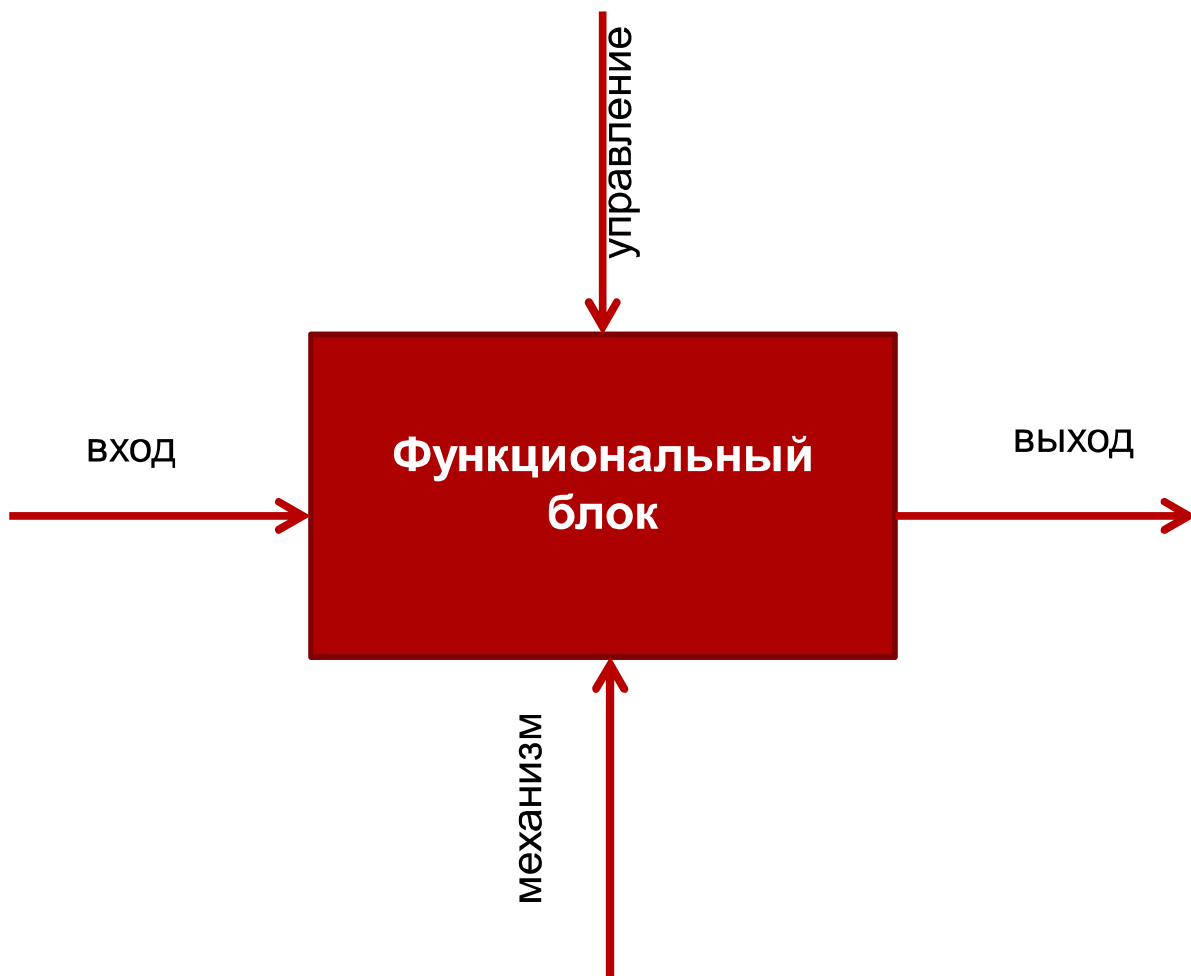 управление
вход
Функциональный
блок
выход
механизм